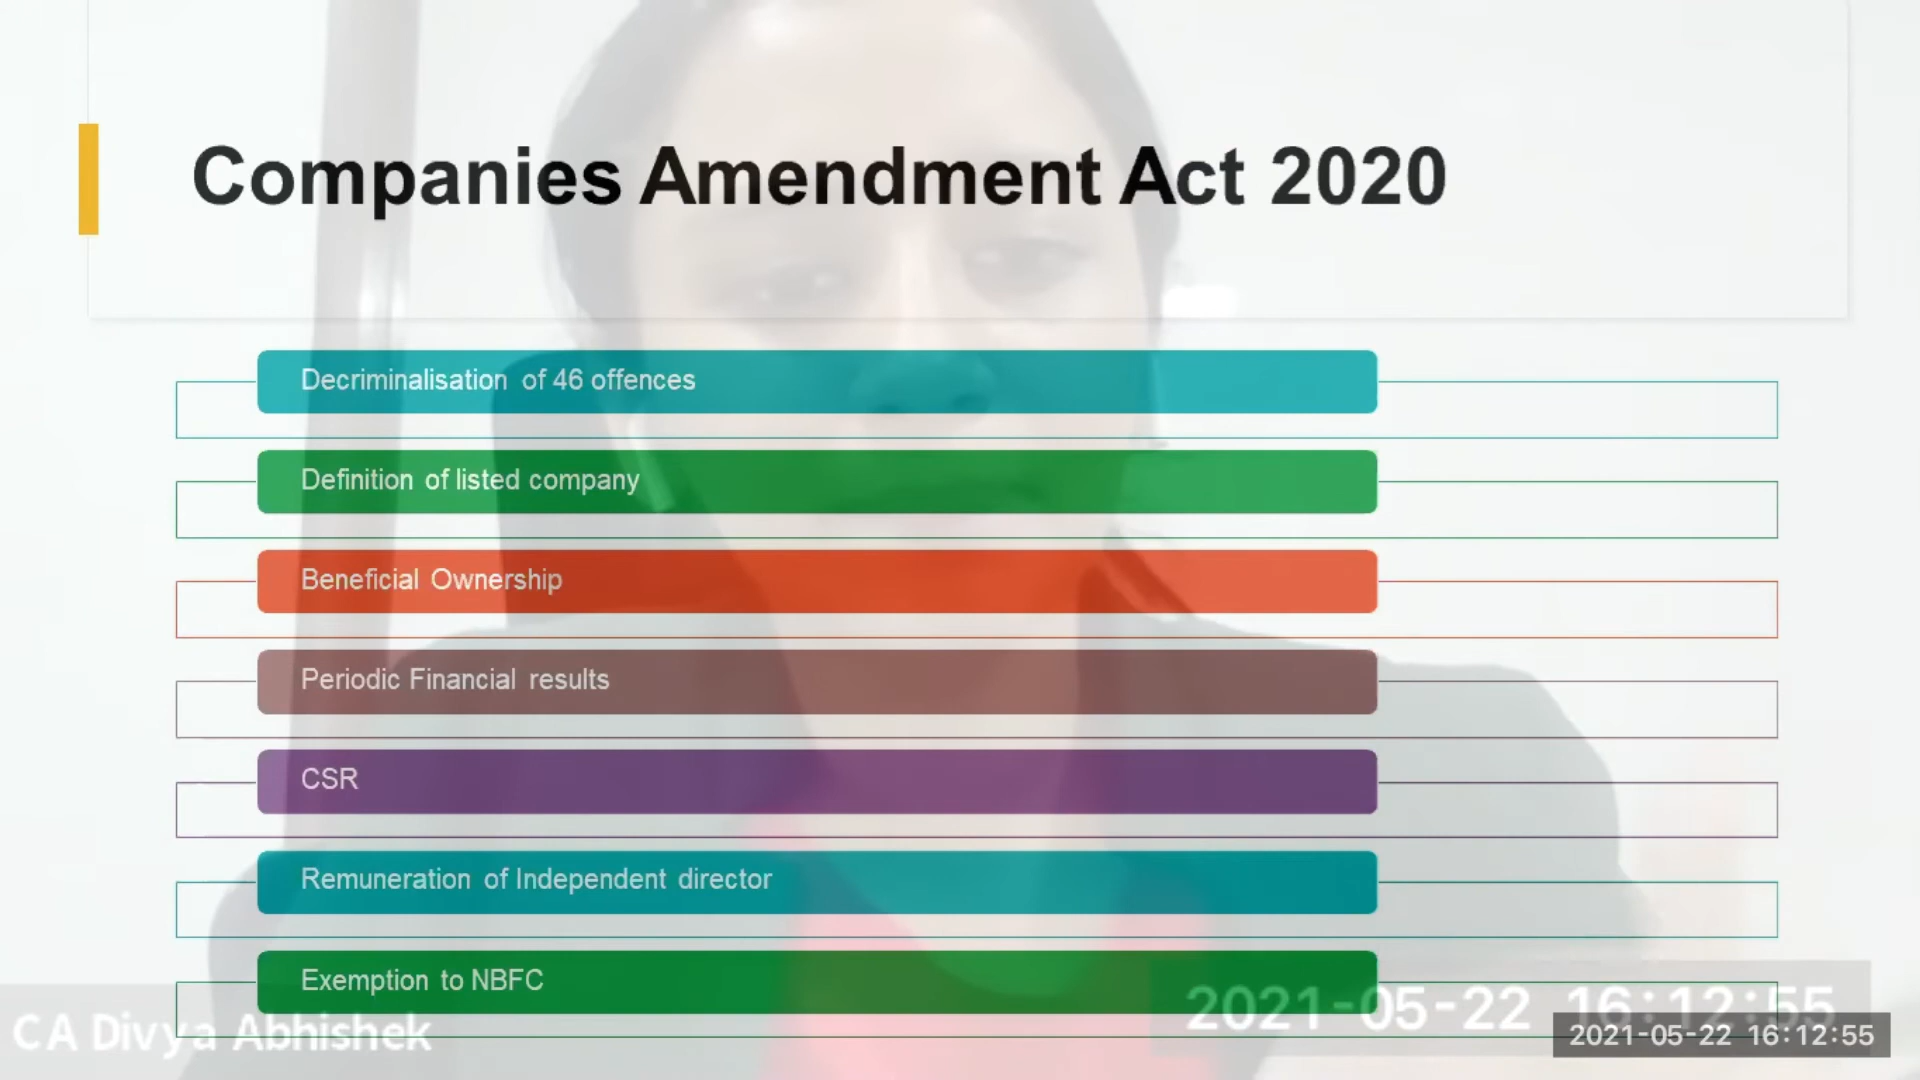 Companies Amendment Act 2020
Decriminalisation of 46 offences
Definition of listed company
Beneficial Ownership
Periodic Financial results
CSR
Remuneration of Independent director
Exemption to NBFC
2021-05-22 16:12:55
CA Divya Abhishek
2021-05-22 16:12:55